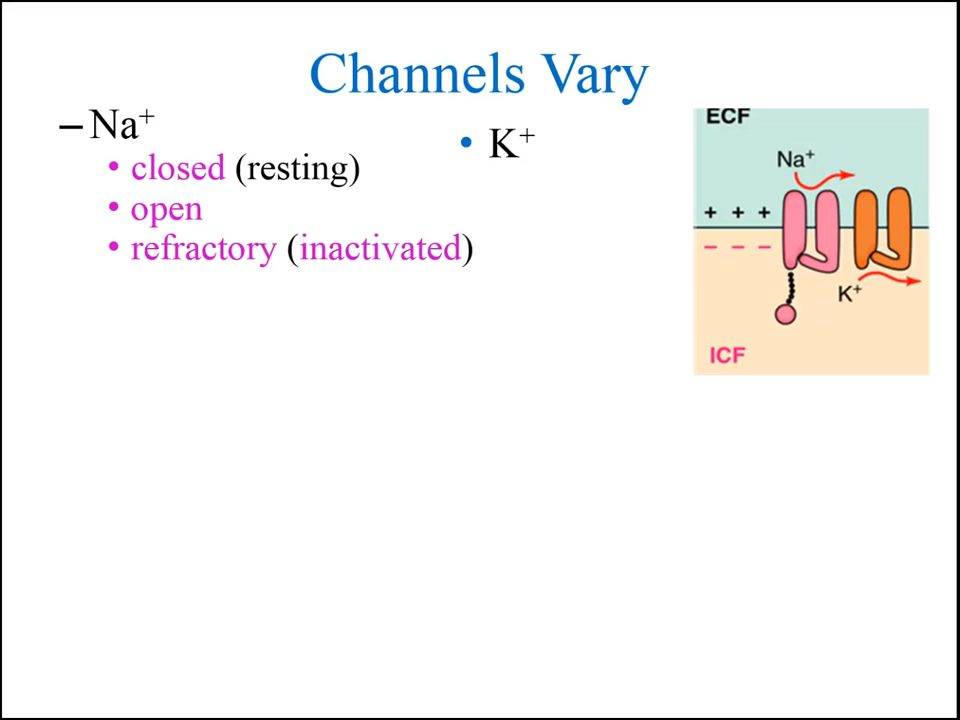 Channels Vary
– Na⁺
• closed (resting)
• open
• refractory (inactivated)
• K⁺
ECF
Na⁺
+ + +
– – –
K⁺
ICF